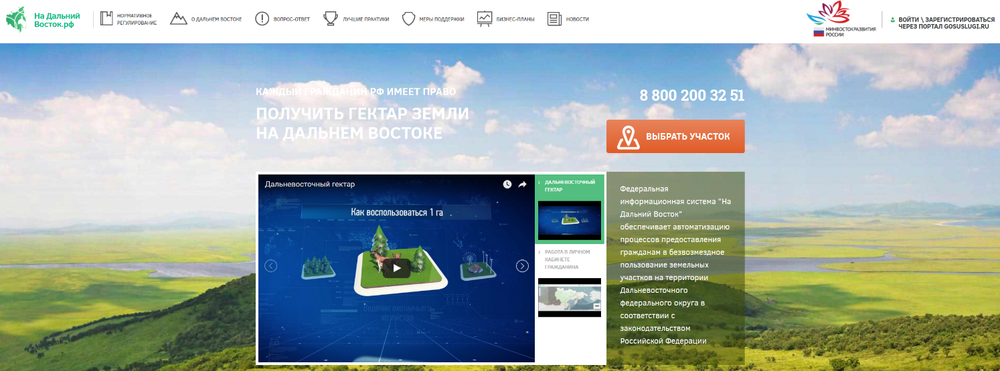 На Дальний
Восток.рф
НОРМАТИВНОЕ
РЕГУЛИРОВАНИЕ
О ДАЛЬНЕМ ВОСТОКЕ
ВОПРОС-ОТВЕТ
ЛУЧШИЕ ПРАКТИКИ
МЕРЫ ПОДДЕРЖКИ
БИЗНЕС-ПЛАНЫ
НОВОСТИ
МИНВОСТОКРАЗВИТИЯ
РОССИИ
ВОЙТИ \ ЗАРЕГИСТРИРОВАТЬСЯ
ЧЕРЕЗ ПОРТАЛ GOSUSLUGI.RU
КАЖДЫЙ ГРАЖДАНИН РФ ИМЕЕТ ПРАВО
ПОЛУЧИТЬ ГЕКТАР ЗЕМЛИ
НА ДАЛЬНЕМ ВОСТОКЕ
8 800 200 32 51
ВЫБРАТЬ УЧАСТОК
Дальневосточный гектар
Как воспользоваться 1 га
Ведение охотничьего
хозяйства
1 ДАЛЬНЕВОСТОЧНЫЙ
ГЕКТАР
2 РАБОТА В ЛИЧНОМ
КАБИНЕТЕ
ГРАЖДАНИНА
Федеральная
информационная система "На
Дальний Восток"
обеспечивает автоматизацию
процессов предоставления
гражданам в безвозмездное
пользование земельных
участков на территории
Дальневосточного
федерального округа в
соответствии с
законодательством
Российской Федерации